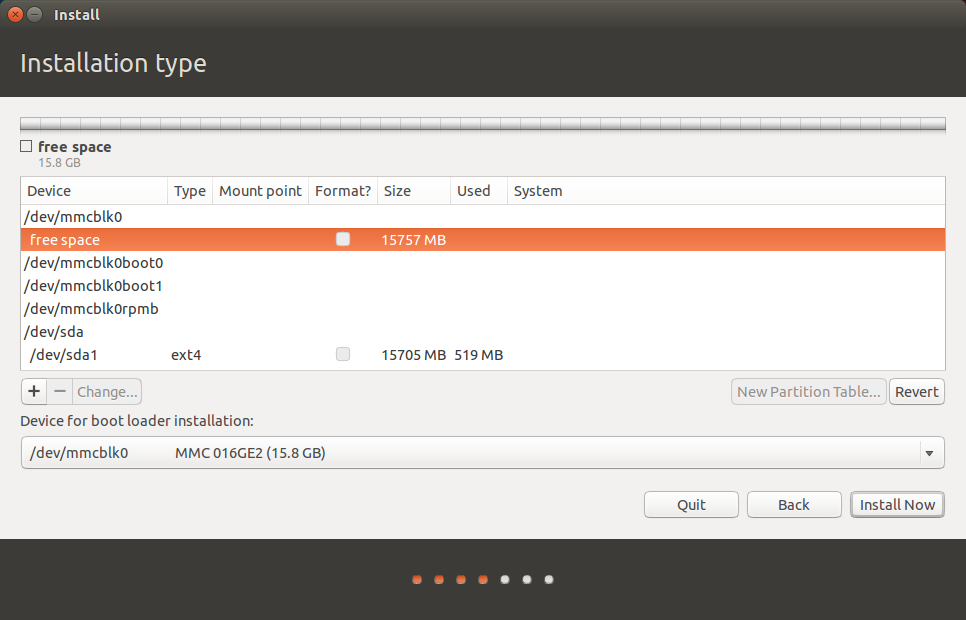 Install
Installation type
free space
15.8 GB
Device Type Mount point Format? Size Used System
/dev/mmcblk0
free space 15757 MB
/dev/mmcblk0boot0
/dev/mmcblk0boot1
/dev/mmcblk0rpmb
/dev/sda
/dev/sda1 ext4 15705 MB 519 MB
+ − Change... New Partition Table... Revert
Device for boot loader installation:
/dev/mmcblk0 MMC 016GE2 (15.8 GB)
Quit Back Install Now